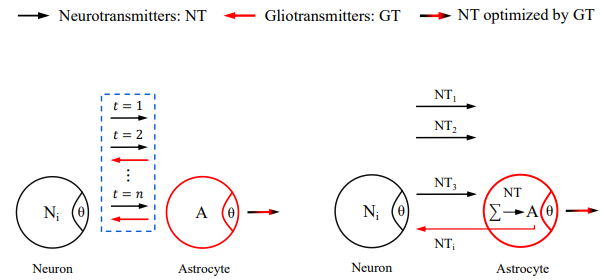 Neurotransmitters: NT Gliotransmitters: GT NT optimized by GT
t = 1
t = 2
⋮
t = n
N_i θ
A θ
Neuron
Astrocyte
NT_1
NT_2
NT_3
N_i θ
NT
∑ A θ
NT_i
Neuron
Astrocyte